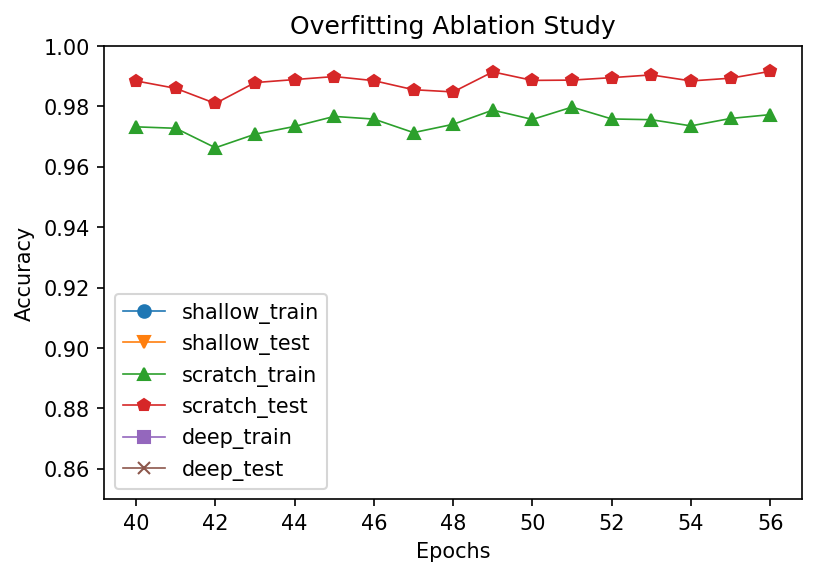 Overfitting Ablation Study
1.00
0.98
0.96
0.94
0.92
0.90
0.88
0.86
Accuracy
shallow_train
shallow_test
scratch_train
scratch_test
deep_train
deep_test
40 42 44 46 48 50 52 54 56
Epochs